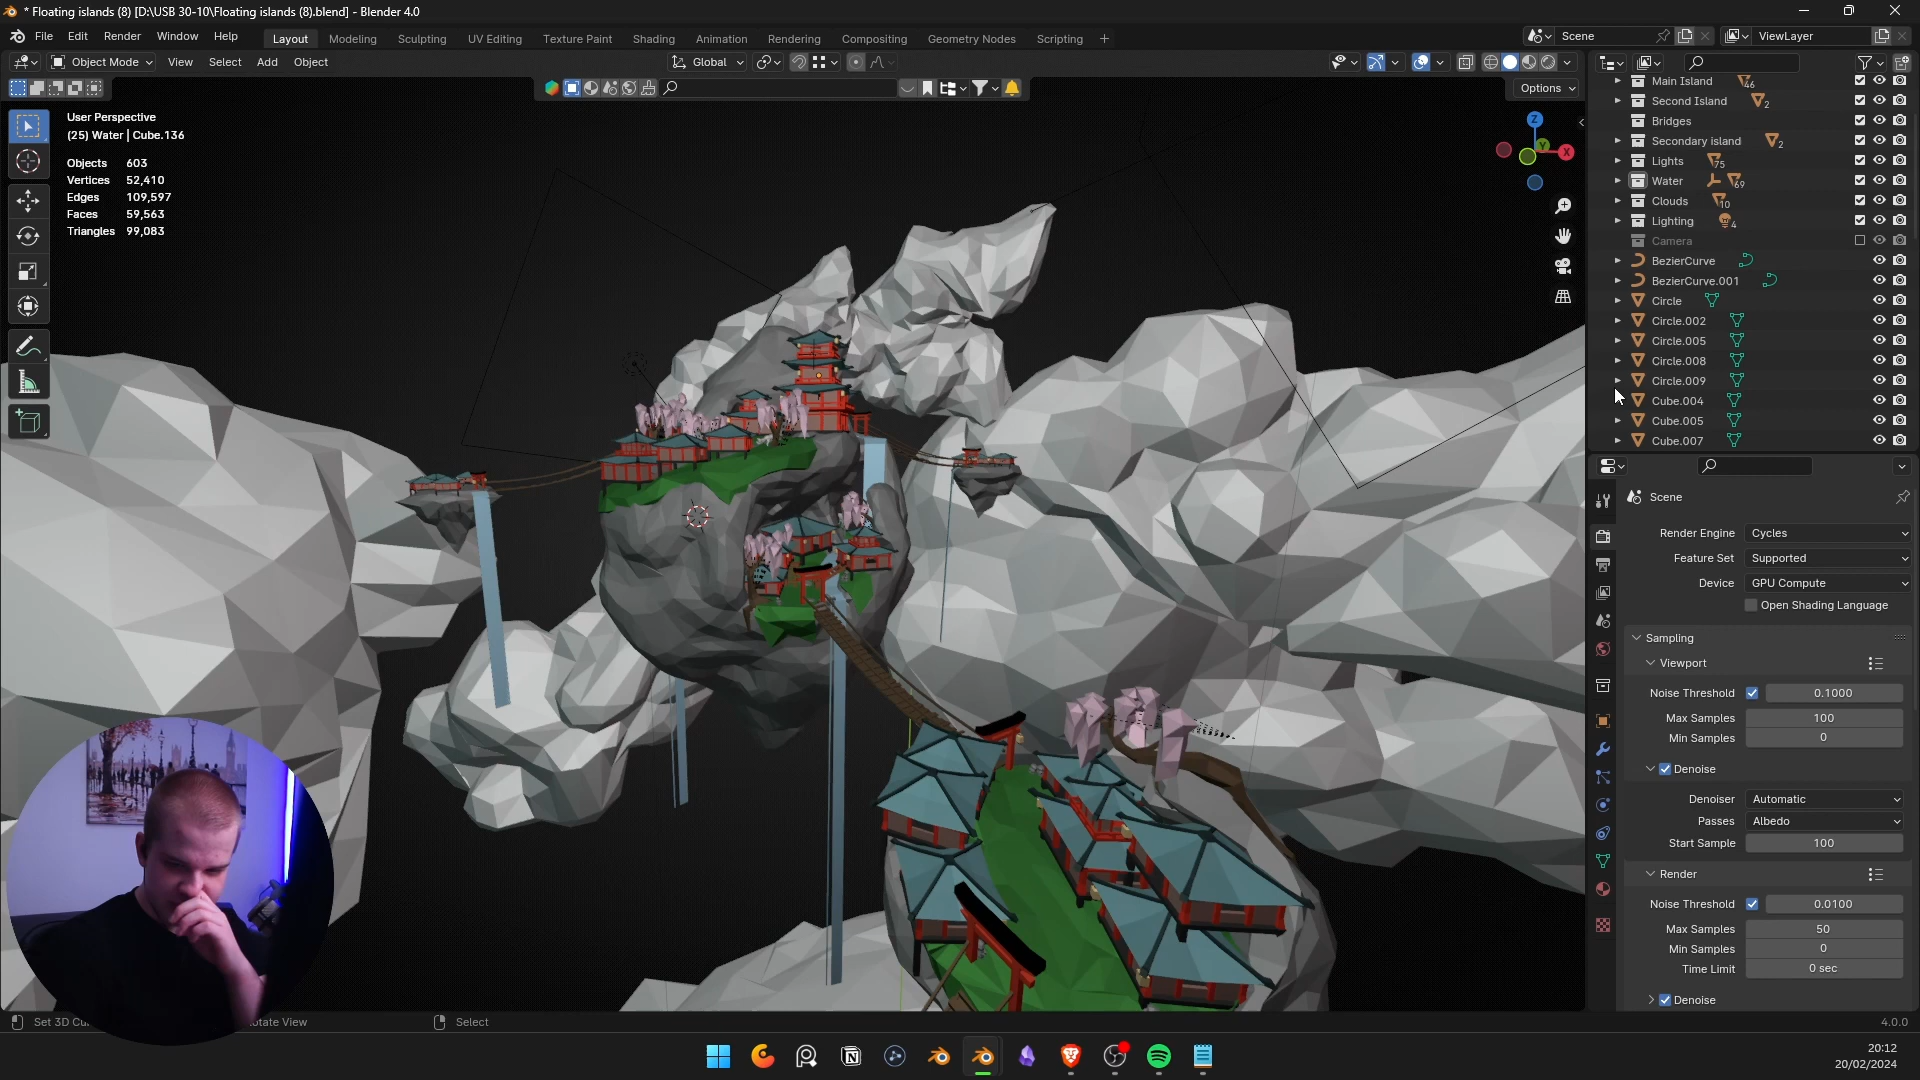 * Floating islands (8) [D:\USB 30-10\Floating islands (8).blend] - Blender 4.0
File Edit Render Window Help Layout Modeling Sculpting UV Editing Texture Paint Shading Animation Rendering Compositing Geometry Nodes Scripting + Scene ViewLayer
Object Mode View Select Add Object Global
Options
User Perspective
(25) Water | Cube.136
Objects 603
Vertices 52,410
Edges 109,597
Faces 59,563
Triangles 99,083
Z
Y
X
Main Island 46
Second Island 2
Bridges
Secondary island 2
Lights 75
Water 69
Clouds 10
Lighting 4
Camera
BezierCurve
BezierCurve.001
Circle
Circle.002
Circle.005
Circle.008
Circle.009
Cube.004
Cube.005
Cube.007
Scene
Render Engine Cycles
Feature Set Supported
Device GPU Compute
Open Shading Language
Sampling
Viewport
Noise Threshold 0.1000
Max Samples 100
Min Samples 0
Denoise
Denoiser Automatic
Passes Albedo
Start Sample 100
Render
Noise Threshold 0.0100
Max Samples 50
Min Samples 0
Time Limit 0 sec
Denoise
Set 3D Cu otate View Select 4.0.0
20:12
20/02/2024